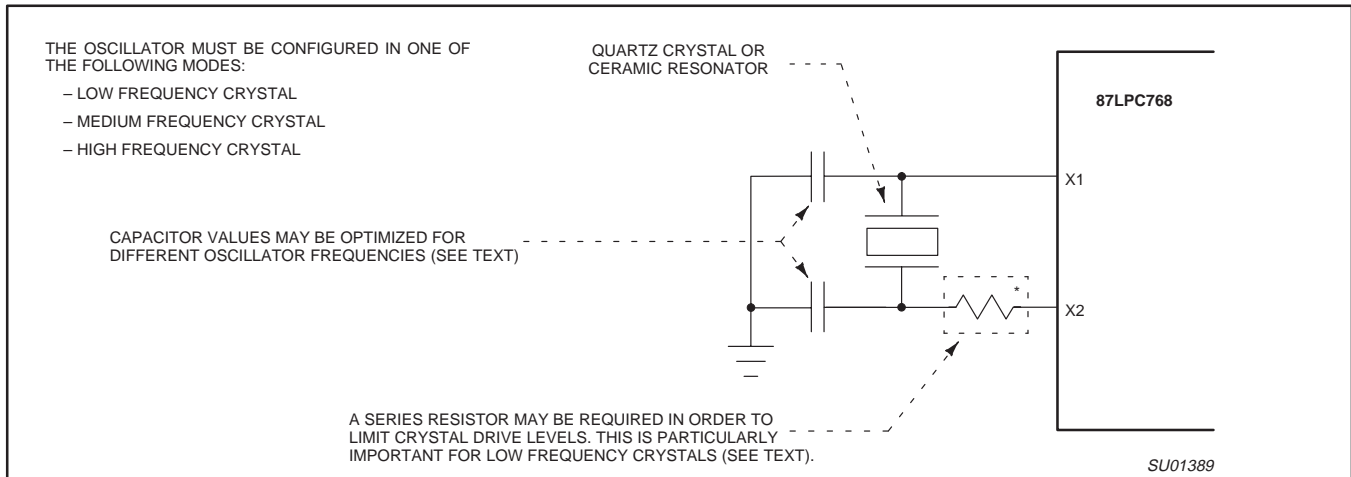 THE OSCILLATOR MUST BE CONFIGURED IN ONE OF
THE FOLLOWING MODES:
– LOW FREQUENCY CRYSTAL
– MEDIUM FREQUENCY CRYSTAL
– HIGH FREQUENCY CRYSTAL
QUARTZ CRYSTAL OR
CERAMIC RESONATOR
87LPC768
X1
CAPACITOR VALUES MAY BE OPTIMIZED FOR
DIFFERENT OSCILLATOR FREQUENCIES (SEE TEXT)
*
X2
A SERIES RESISTOR MAY BE REQUIRED IN ORDER TO
LIMIT CRYSTAL DRIVE LEVELS. THIS IS PARTICULARLY
IMPORTANT FOR LOW FREQUENCY CRYSTALS (SEE TEXT).
SU01389